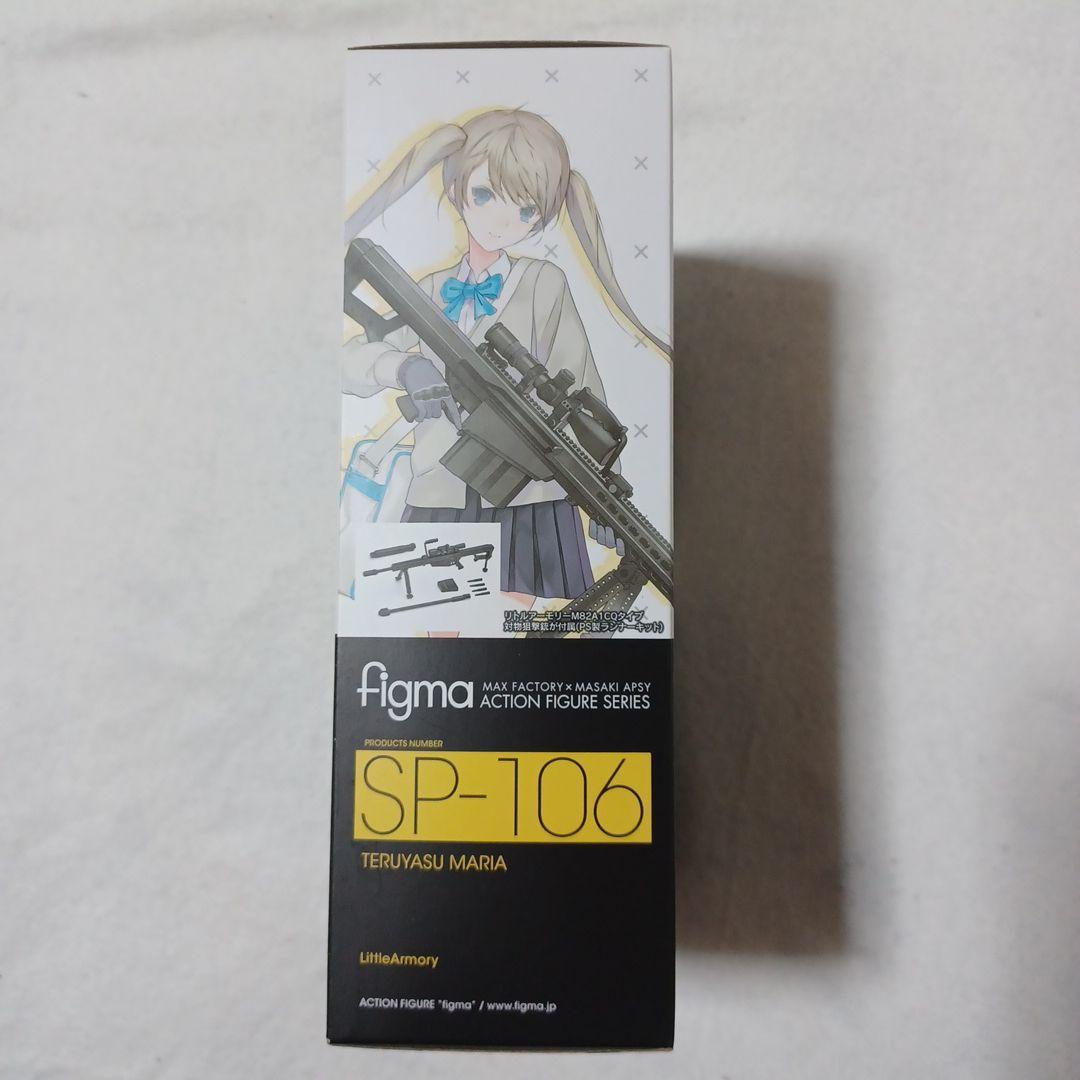 リトルアーモリーM82A1CQタイプ
対物狙撃銃が付属(PS製ランナーキット)
figma MAX FACTORY × MASAKI APSY
ACTION FIGURE SERIES
PRODUCTS NUMBER
SP-106
TERUYASU MARIA
LittleArmory
ACTION FIGURE "figma" / www.figma.jp